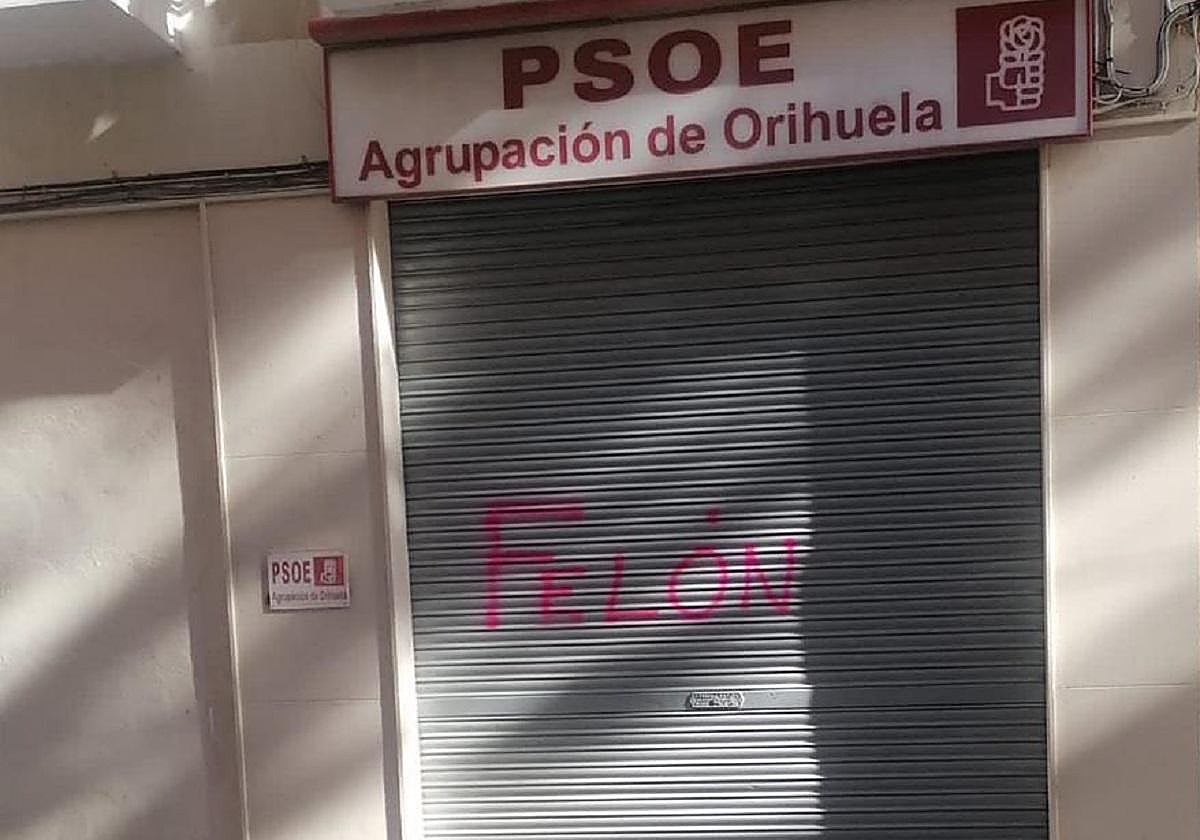 PSOE
Agrupación de Orihuela
FELÓN
PSOE
Agrupación de Orihuela